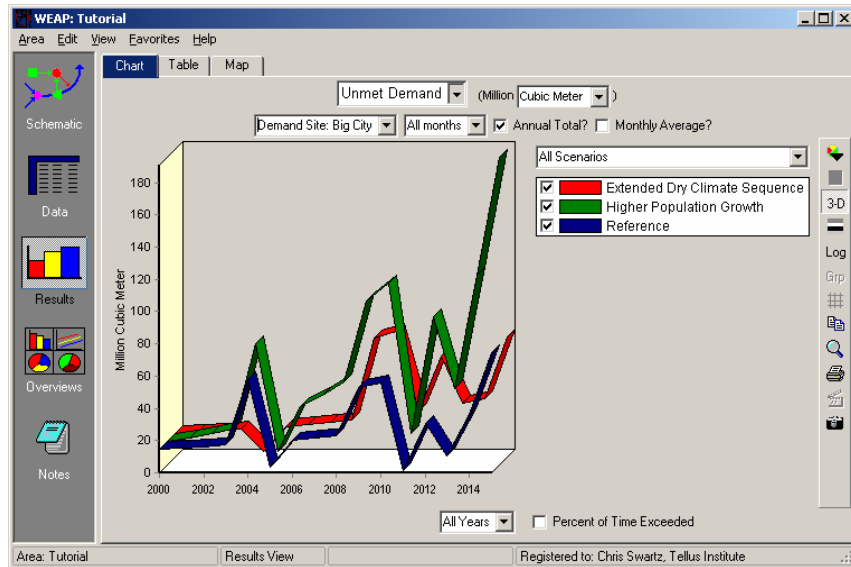 WEAP: Tutorial
Area Edit View Favorites Help
Chart Table Map
Unmet Demand (Million Cubic Meter )
Demand Site: Big City All months Annual Total? Monthly Average?
All Scenarios
Extended Dry Climate Sequence
Higher Population Growth
Reference
Schematic
Data
Results
Overviews
Notes
Million Cubic Meter
180
160
140
120
100
80
60
40
20
0
2000 2002 2004 2006 2008 2010 2012 2014
3-D
Log
Grp
All Years Percent of Time Exceeded
Area: Tutorial Results View Registered to: Chris Swartz, Tellus Institute